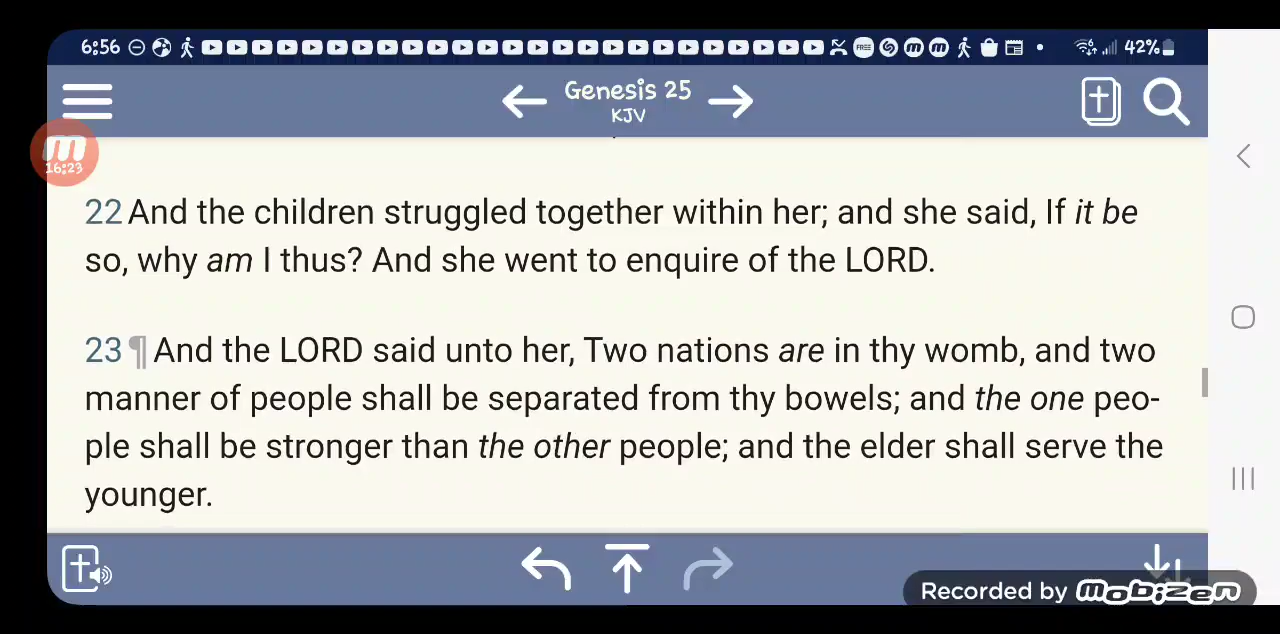 6:56 FREE 42%
Genesis 25
KJV
m
16:23
22 And the children struggled together within her; and she said, If it be
so, why am I thus? And she went to enquire of the LORD.
23 ¶ And the LORD said unto her, Two nations are in thy womb, and two
manner of people shall be separated from thy bowels; and the one peo-
ple shall be stronger than the other people; and the elder shall serve the
younger.
Recorded by mobizen